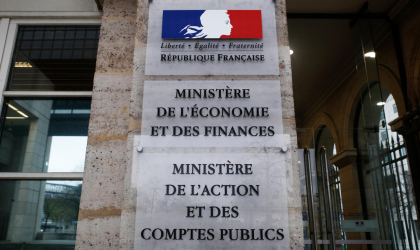 Liberté • Égalité • Fraternité
RÉPUBLIQUE FRANÇAISE
MINISTÈRE
DE L'ÉCONOMIE
ET DES FINANCES
MINISTÈRE
DE L'ACTION
ET DES
COMPTES PUBLICS